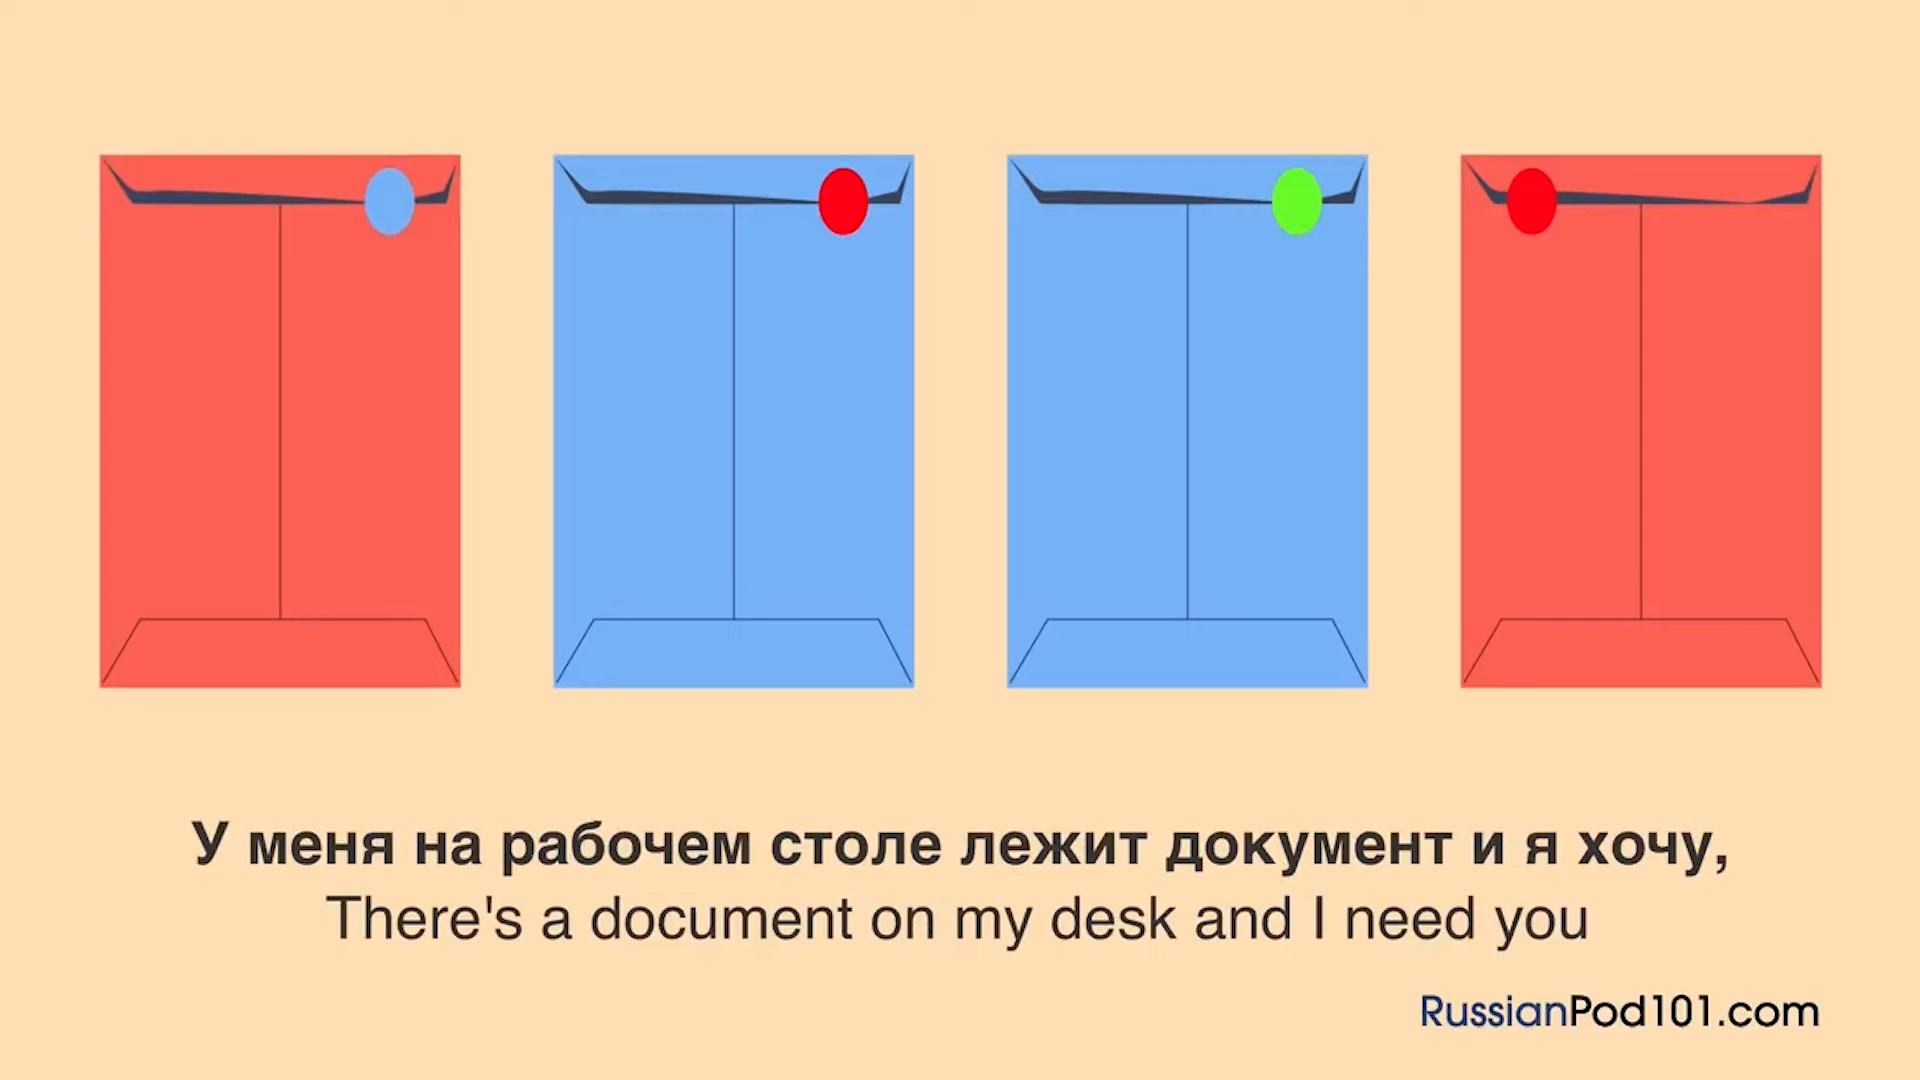 У меня на рабочем столе лежит документ и я хочу,
There's a document on my desk and I need you
RussianPod101.com